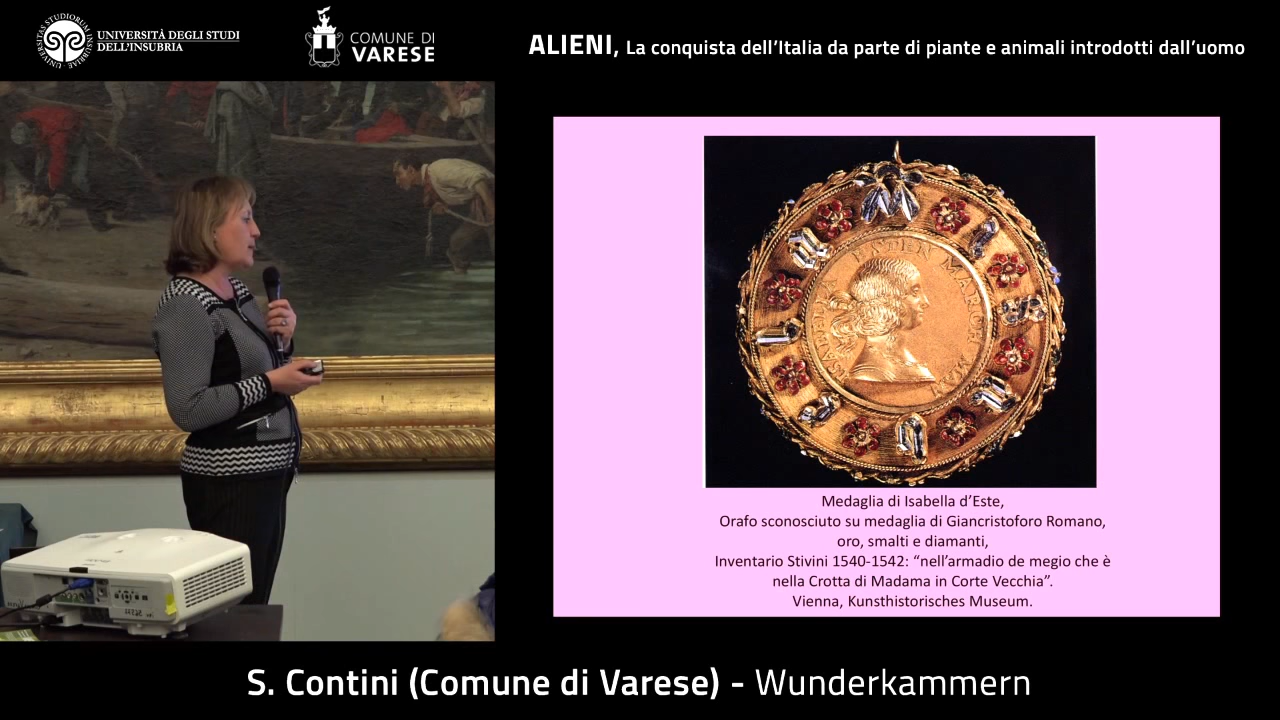 UNIVERSITÀ DEGLI STUDI
DELL'INSUBRIA
COMUNE DI
VARESE
ALIENI, La conquista dell'Italia da parte di piante e animali introdotti dall'uomo
Medaglia di Isabella d'Este,
Orafo sconosciuto su medaglia di Giancristoforo Romano,
oro, smalti e diamanti,
Inventario Stivini 1540-1542: “nell'armadio de megio che è
nella Crotta di Madama in Corte Vecchia”.
Vienna, Kunsthistorisches Museum.
S. Contini (Comune di Varese) - Wunderkammern